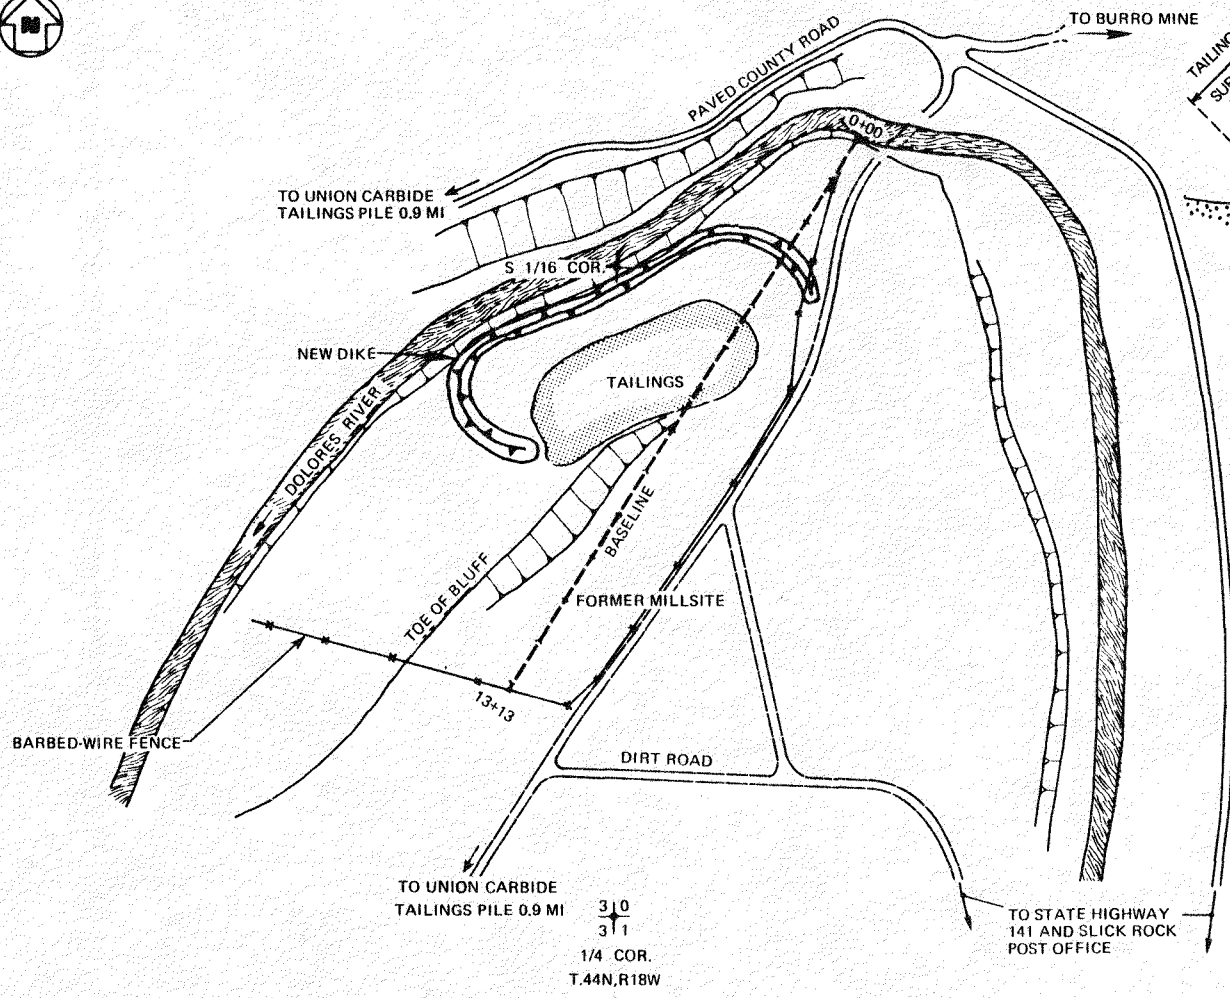 N
TO BURRO MINE
PAVED COUNTY ROAD
TAILING
SU
0+00
TO UNION CARBIDE
TAILINGS PILE 0.9 MI
S 1/16 COR.
NEW DIKE
TAILINGS
DOLORES RIVER
BASELINE
TOE OF BLUFF
FORMER MILLSITE
13+13
BARBED-WIRE FENCE
DIRT ROAD
TO UNION CARBIDE
TAILINGS PILE 0.9 MI
3 0
3 1
1/4 COR.
T.44N,R18W
TO STATE HIGHWAY
141 AND SLICK ROCK
POST OFFICE